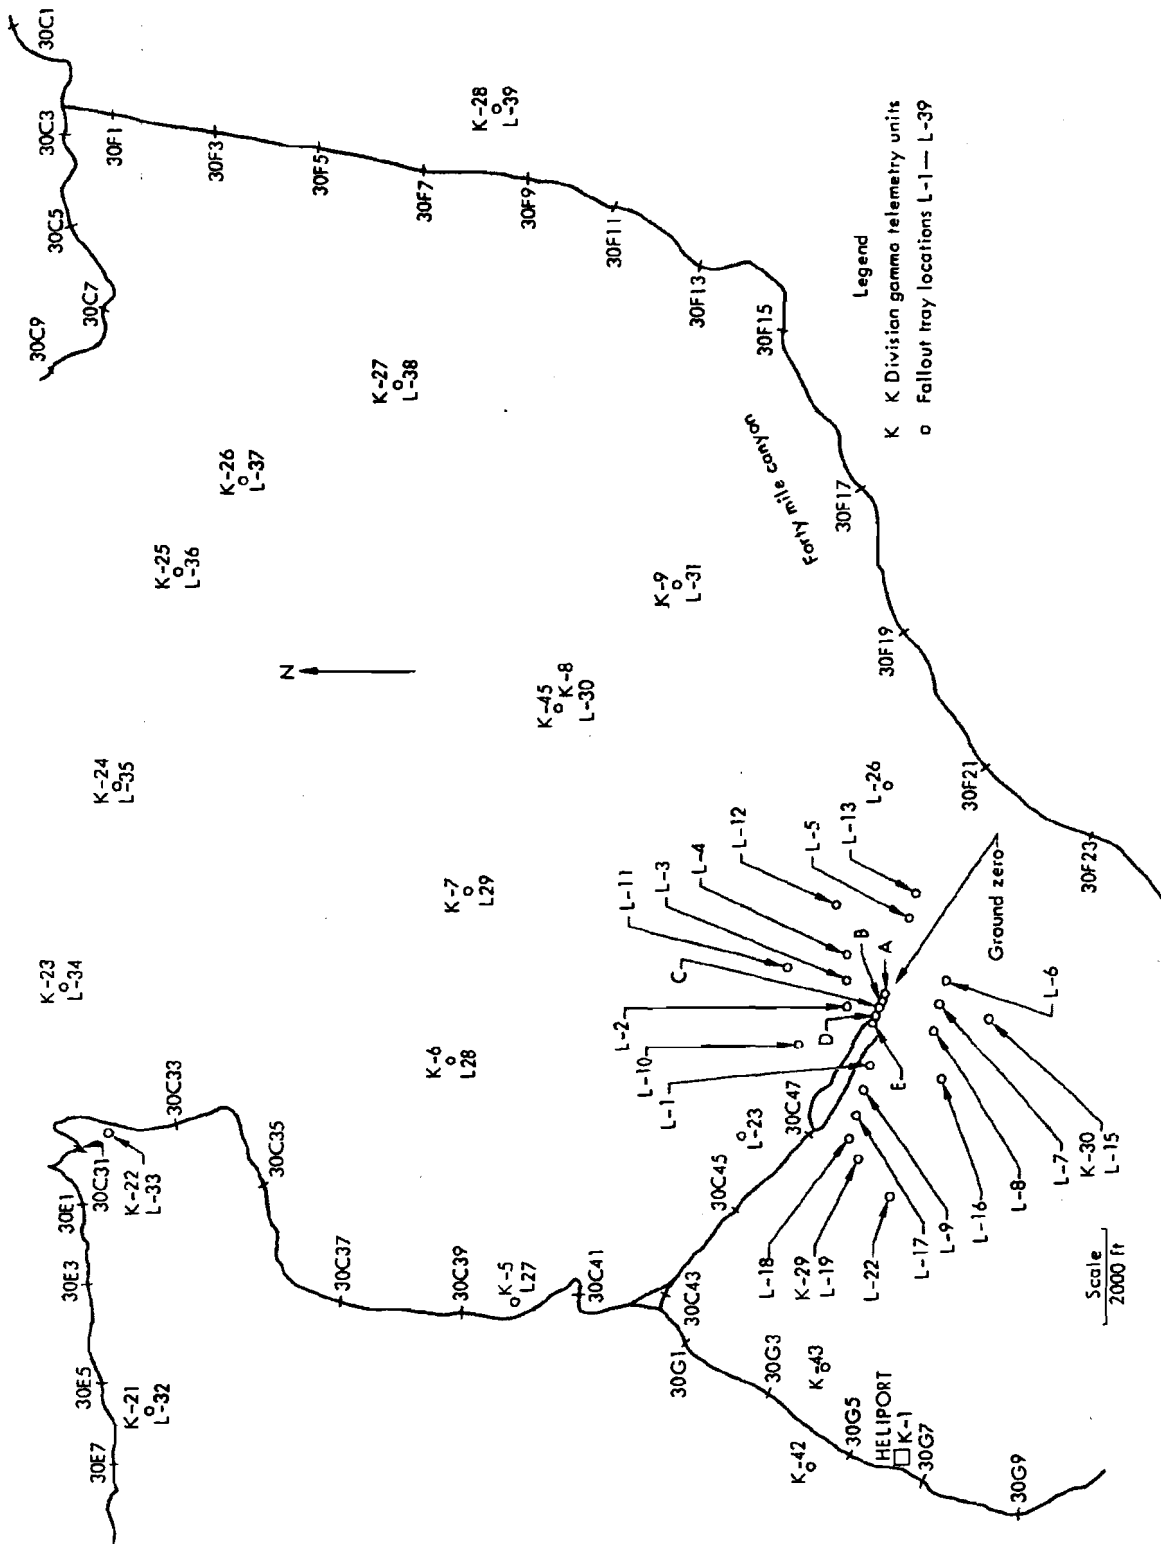 30C1
30C3
30C5
30C7
30C9
30F1
30F3
30F5
30F7
30F9
30F11
30F13
30F15
30F17
30F19
30F21
30F23
K-28
L-39
K-27
L-38
K-26
L-37
K-25
L-36
K-9
L-31
K-45
K-8
L-30
N
K-24
L-35
K-7
L29
K-23
L-34
K-6
L28
Forty mile canyon
Legend
K K Division gamma telemetry units
o Fallout tray locations L-1— L-39
30C33
30C31
K-22
L-33
30C35
30E1
30E3
30E5
30E7
K-21
L-32
30C37
30C39
K-5
L27
30C41
30C43
30C45
30C47
L-23
30G1
30G3
30G5
30G7
30G9
K-43
K-42
HELIPORT
K-1
L-26
L-13
L-5
L-12
L-4
L-3
L-11
C
B
A
D
E
L-2
L-10
L-1
Ground zero
L-6
L-7
K-30
L-15
L-8
L-16
L-9
L-17
L-22
L-18
K-29
L-19
Scale
2000 ft